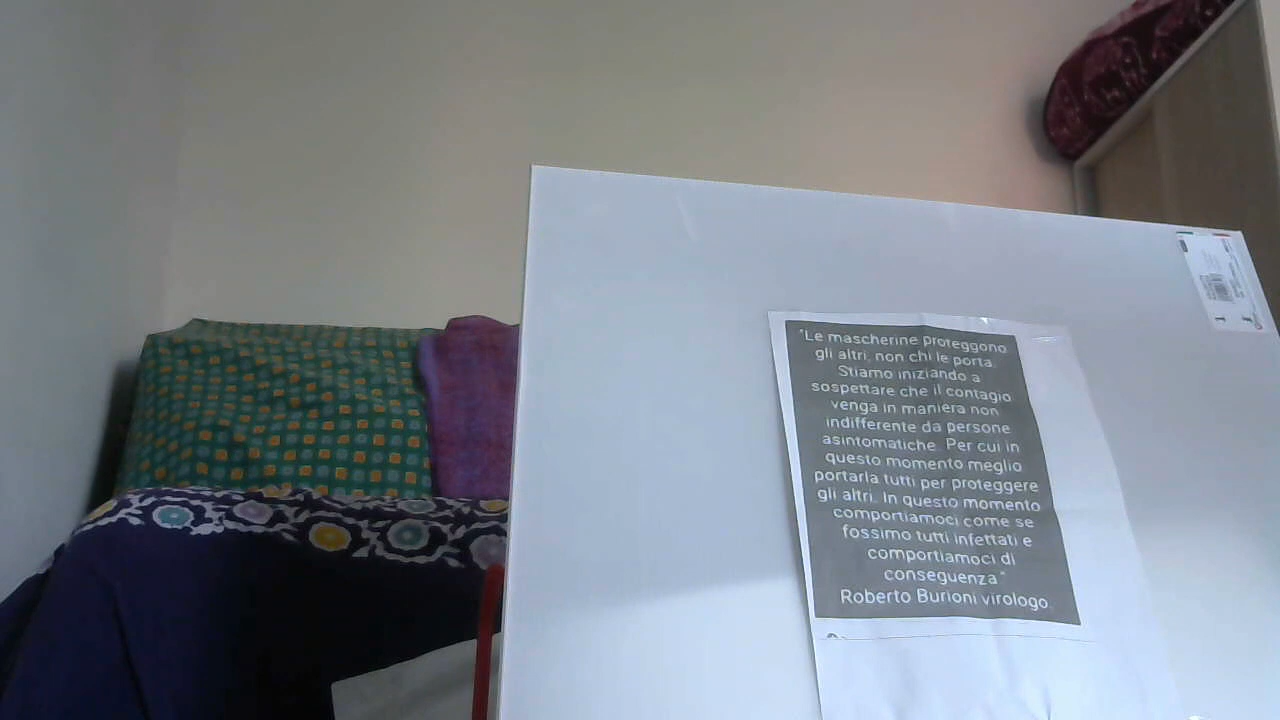 "Le mascherine proteggono
gli altri, non chi le porta.
Stiamo iniziando a
sospettare che il contagio
venga in maniera non
indifferente da persone
asintomatiche. Per cui in
questo momento meglio
portarla tutti per proteggere
gli altri. In questo momento
comportiamoci come se
fossimo tutti infettati e
comportiamoci di
conseguenza"
Roberto Burioni virologo.